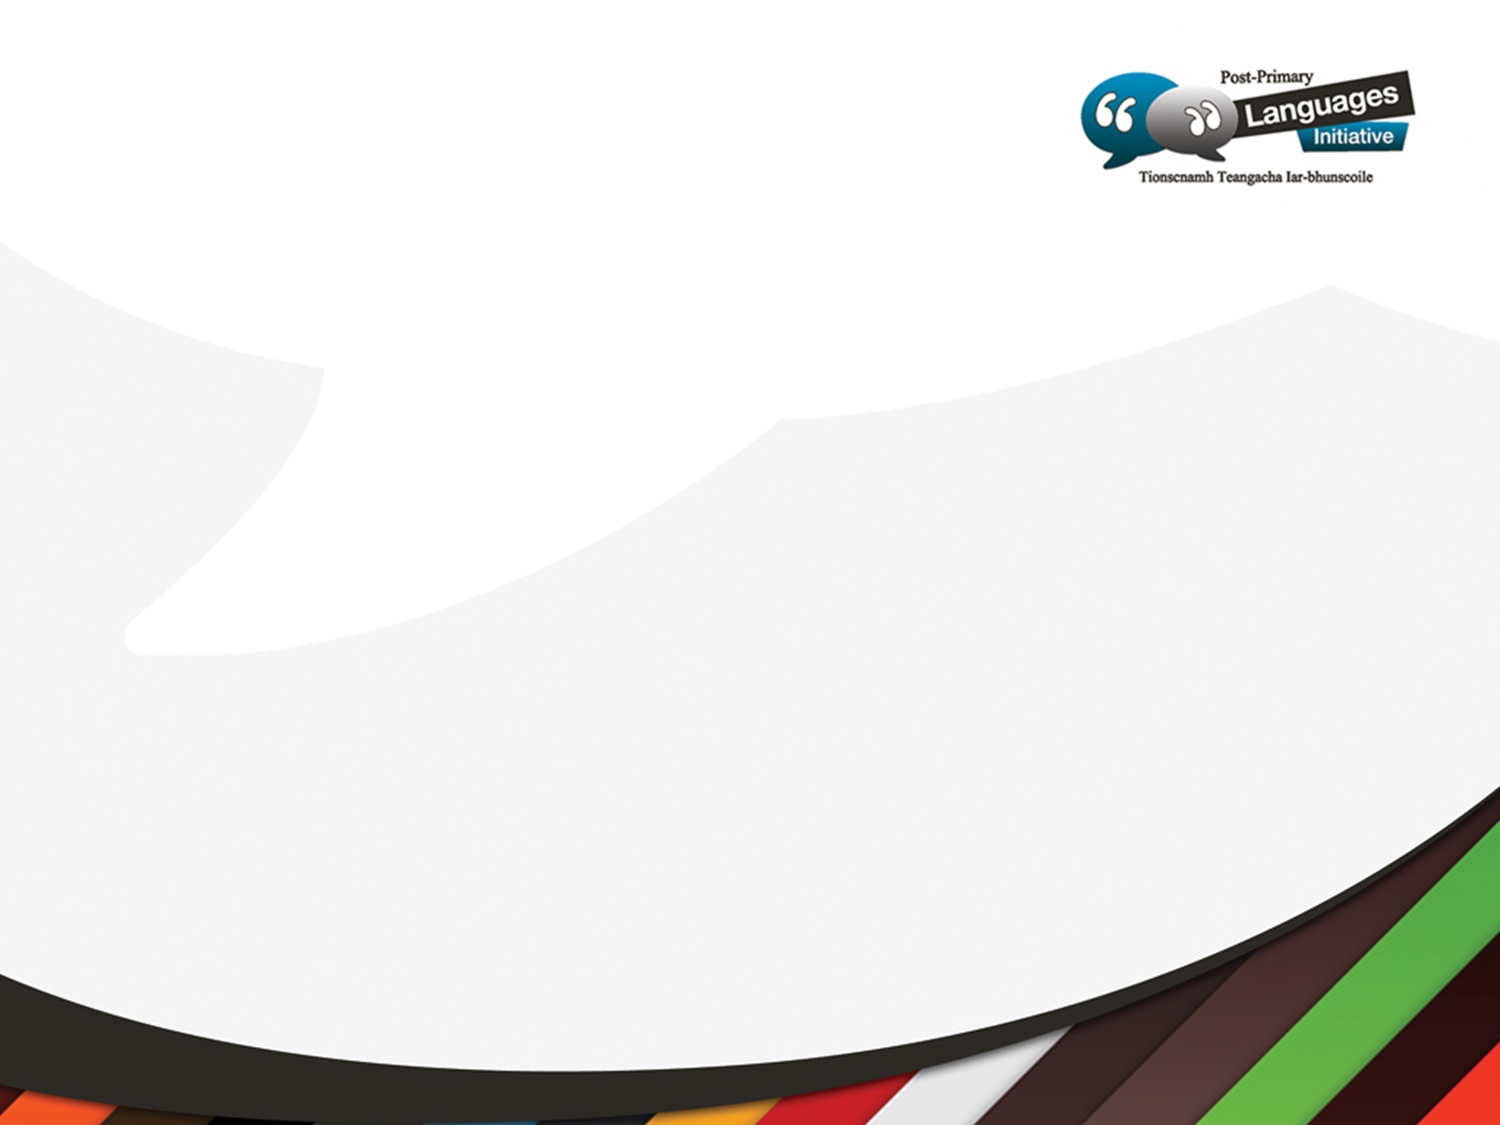 Post-Primary
Languages
Initiative
Tionscnamh Teangacha Iar-bhunscoile